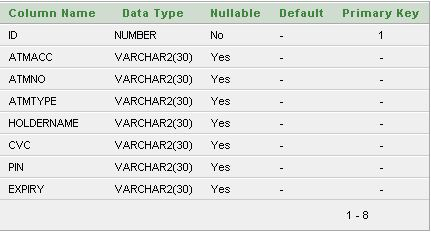 Column Name Data Type Nullable Default Primary Key
ID NUMBER No - 1
ATMACC VARCHAR2(30) Yes - -
ATMNO VARCHAR2(30) Yes - -
ATMTYPE VARCHAR2(30) Yes - -
HOLDERNAME VARCHAR2(30) Yes - -
CVC VARCHAR2(30) Yes - -
PIN VARCHAR2(30) Yes - -
EXPIRY VARCHAR2(30) Yes - -
1 - 8